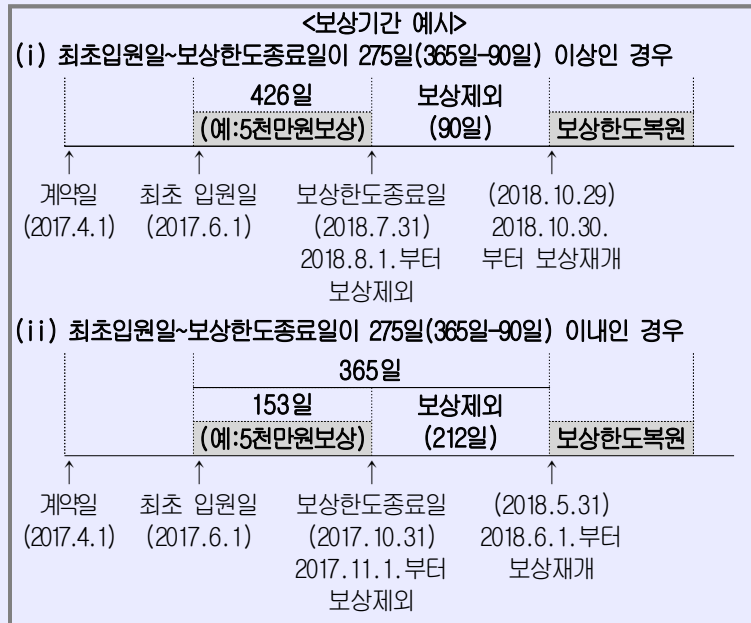 <보상기간 예시>
(i) 최초입원일~보상한도종료일이 275일(365일-90일) 이상인 경우
426일 보상제외
(예:5천만원보상) (90일) 보상한도복원
↑ ↑ ↑ ↑
계약일 최초 입원일 보상한도종료일 (2018.10.29)
(2017.4.1) (2017.6.1) (2018.7.31) 2018.10.30.
2018.8.1.부터 부터 보상재개
보상제외
(ii) 최초입원일~보상한도종료일이 275일(365일-90일) 이내인 경우
365일
153일 보상제외
(예:5천만원보상) (212일) 보상한도복원
↑ ↑ ↑ ↑
계약일 최초 입원일 보상한도종료일 (2018.5.31)
(2017.4.1) (2017.6.1) (2017.10.31) 2018.6.1.부터
2017.11.1.부터 보상재개
보상제외